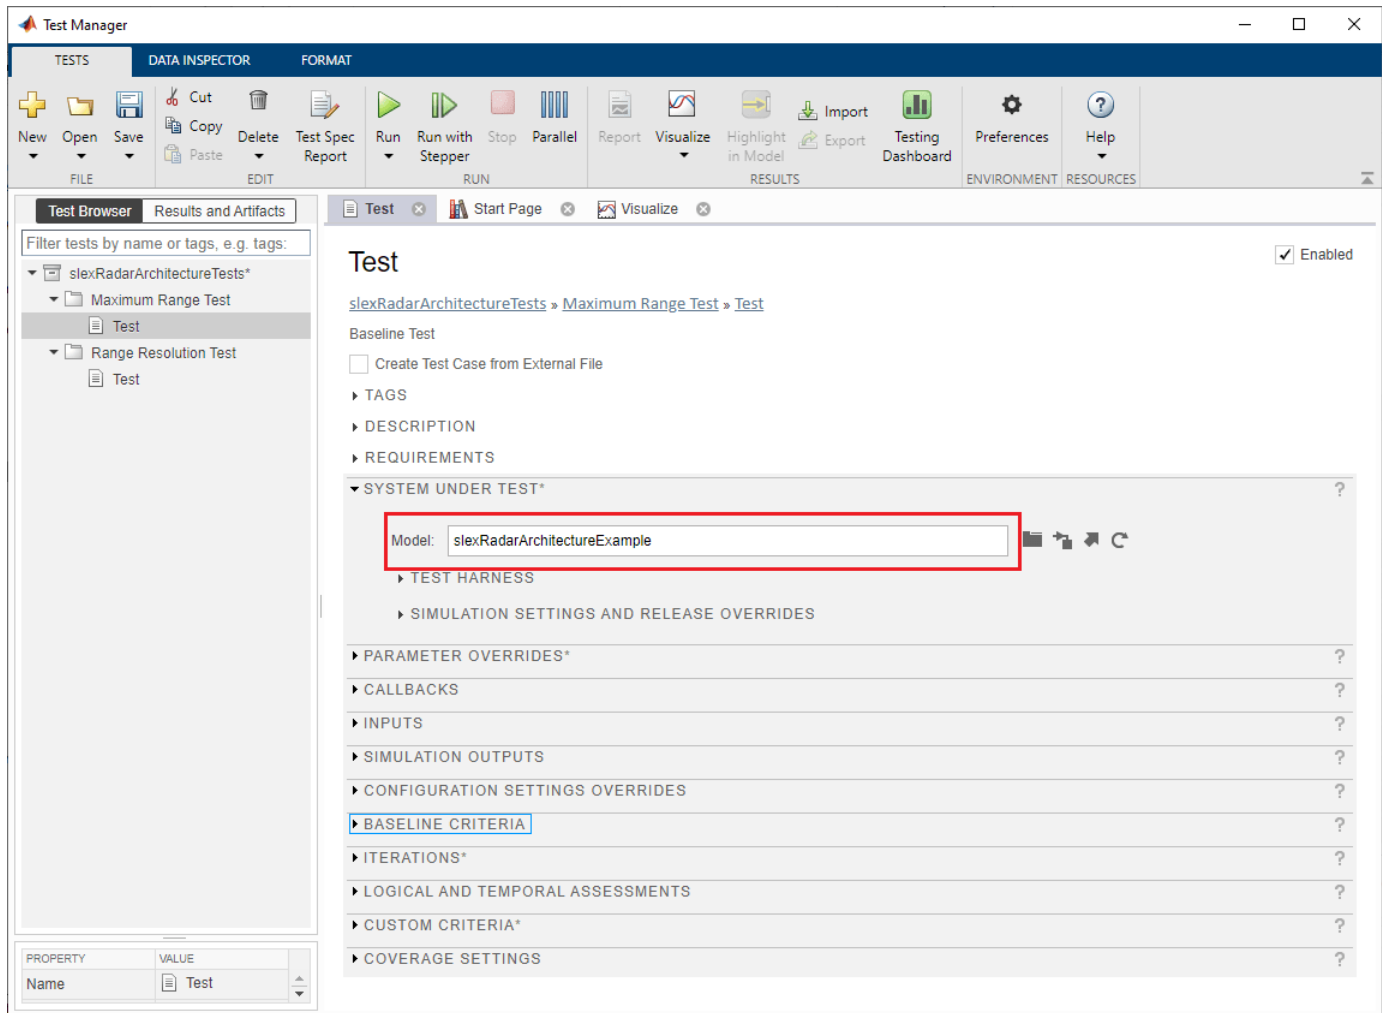 Test Manager
TESTS DATA INSPECTOR FORMAT
New Open Save Cut Copy Paste Delete Test Spec Report Run Run with Stepper Stop Parallel Report Visualize Highlight in Model Import Export Testing Dashboard Preferences Help
FILE EDIT RUN RESULTS ENVIRONMENT RESOURCES
Test Browser Results and Artifacts
Filter tests by name or tags, e.g. tags:
slexRadarArchitectureTests*
Maximum Range Test
Test
Range Resolution Test
Test
PROPERTY VALUE
Name Test
Test Start Page Visualize
Test
Enabled
slexRadarArchitectureTests » Maximum Range Test » Test
Baseline Test
Create Test Case from External File
TAGS
DESCRIPTION
REQUIREMENTS
SYSTEM UNDER TEST* ?
Model: slexRadarArchitectureExample
TEST HARNESS
SIMULATION SETTINGS AND RELEASE OVERRIDES
PARAMETER OVERRIDES* ?
CALLBACKS ?
INPUTS ?
SIMULATION OUTPUTS ?
CONFIGURATION SETTINGS OVERRIDES ?
BASELINE CRITERIA ?
ITERATIONS* ?
LOGICAL AND TEMPORAL ASSESSMENTS ?
CUSTOM CRITERIA* ?
COVERAGE SETTINGS ?